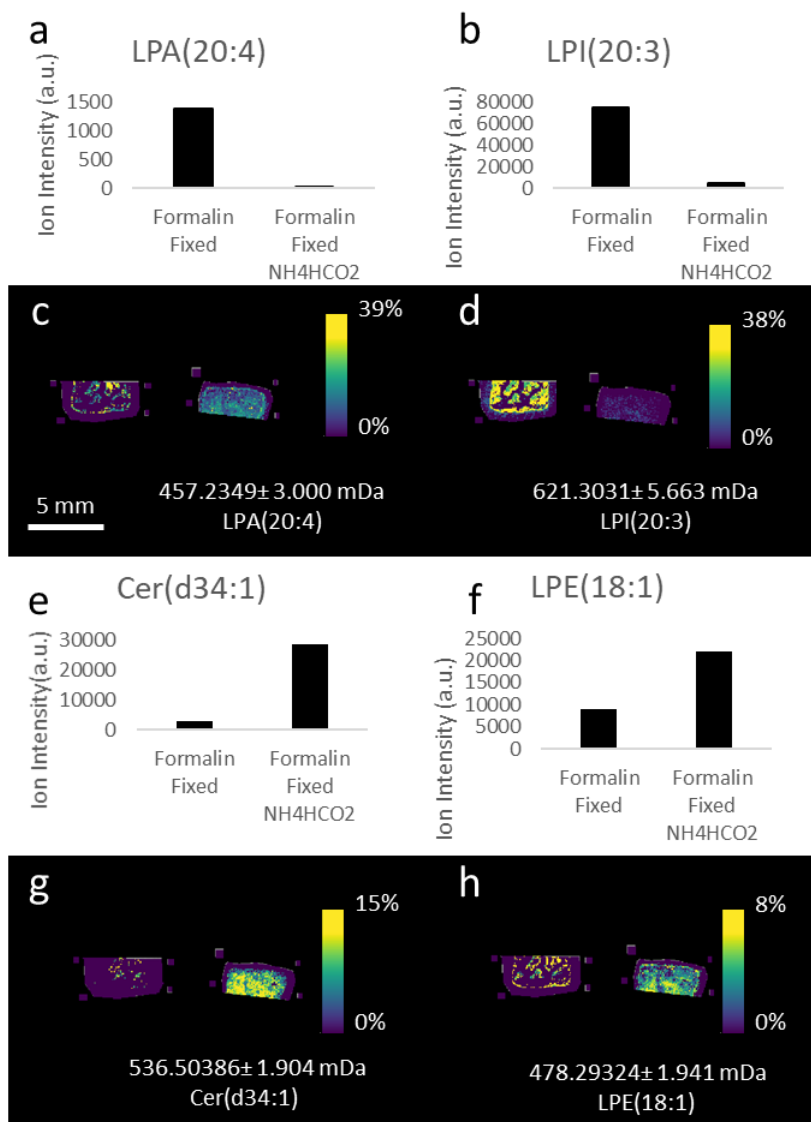 a
LPA(20:4)
Ion Intensity (a.u.)
1500
1000
500
0
Formalin
Fixed
Formalin
Fixed
NH4HCO2
b
LPI(20:3)
Ion Intensity (a.u.)
80000
60000
40000
20000
0
Formalin
Fixed
Formalin
Fixed
NH4HCO2
c
39%
0%
457.2349± 3.000 mDa
LPA(20:4)
5 mm
d
38%
0%
621.3031± 5.663 mDa
LPI(20:3)
e
Cer(d34:1)
Ion Intensity(a.u.)
30000
20000
10000
0
Formalin
Fixed
Formalin
Fixed
NH4HCO2
f
LPE(18:1)
Ion Intensity (a.u.)
25000
20000
15000
10000
5000
0
Formalin
Fixed
Formalin
Fixed
NH4HCO2
g
15%
0%
536.50386± 1.904 mDa
Cer(d34:1)
h
8%
0%
478.29324± 1.941 mDa
LPE(18:1)